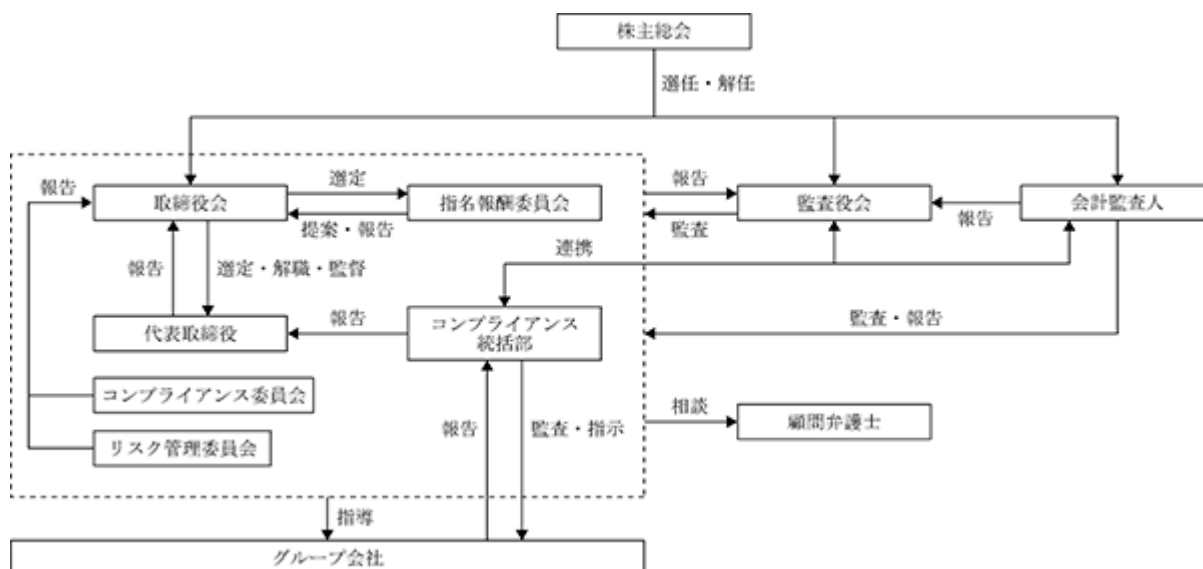 株主総会
選任・解任
報告
取締役会
選定
提案・報告
指名報酬委員会
報告
監査
監査役会
報告
会計監査人
連携
報告
選定・解職・監督
代表取締役
報告
コンプライアンス
統括部
監査・報告
コンプライアンス委員会
リスク管理委員会
報告
監査・指示
相談
顧問弁護士
指導
グループ会社